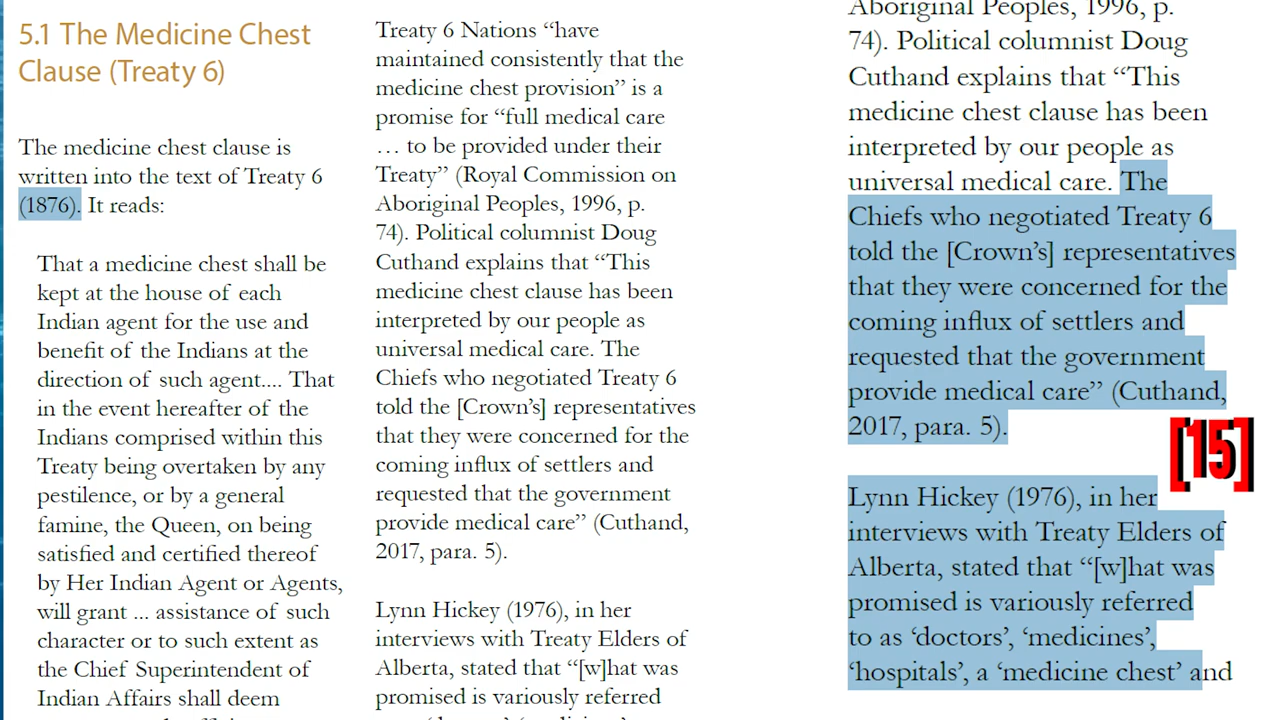 5.1 The Medicine Chest
Clause (Treaty 6)
The medicine chest clause is
written into the text of Treaty 6
(1876). It reads:
That a medicine chest shall be
kept at the house of each
Indian agent for the use and
benefit of the Indians at the
direction of such agent.... That
in the event hereafter of the
Indians comprised within this
Treaty being overtaken by any
pestilence, or by a general
famine, the Queen, on being
satisfied and certified thereof
by Her Indian Agent or Agents,
will grant ... assistance of such
character or to such extent as
the Chief Superintendent of
Indian Affairs shall deem
Treaty 6 Nations “have
maintained consistently that the
medicine chest provision” is a
promise for “full medical care
… to be provided under their
Treaty” (Royal Commission on
Aboriginal Peoples, 1996, p.
74). Political columnist Doug
Cuthand explains that “This
medicine chest clause has been
interpreted by our people as
universal medical care. The
Chiefs who negotiated Treaty 6
told the [Crown’s] representatives
that they were concerned for the
coming influx of settlers and
requested that the government
provide medical care” (Cuthand,
2017, para. 5).
Lynn Hickey (1976), in her
interviews with Treaty Elders of
Alberta, stated that “[w]hat was
promised is variously referred
Aboriginal Peoples, 1996, p.
74). Political columnist Doug
Cuthand explains that “This
medicine chest clause has been
interpreted by our people as
universal medical care. The
Chiefs who negotiated Treaty 6
told the [Crown’s] representatives
that they were concerned for the
coming influx of settlers and
requested that the government
provide medical care” (Cuthand,
2017, para. 5).
[15]
Lynn Hickey (1976), in her
interviews with Treaty Elders of
Alberta, stated that “[w]hat was
promised is variously referred
to as ‘doctors’, ‘medicines’,
‘hospitals’, a ‘medicine chest’ and